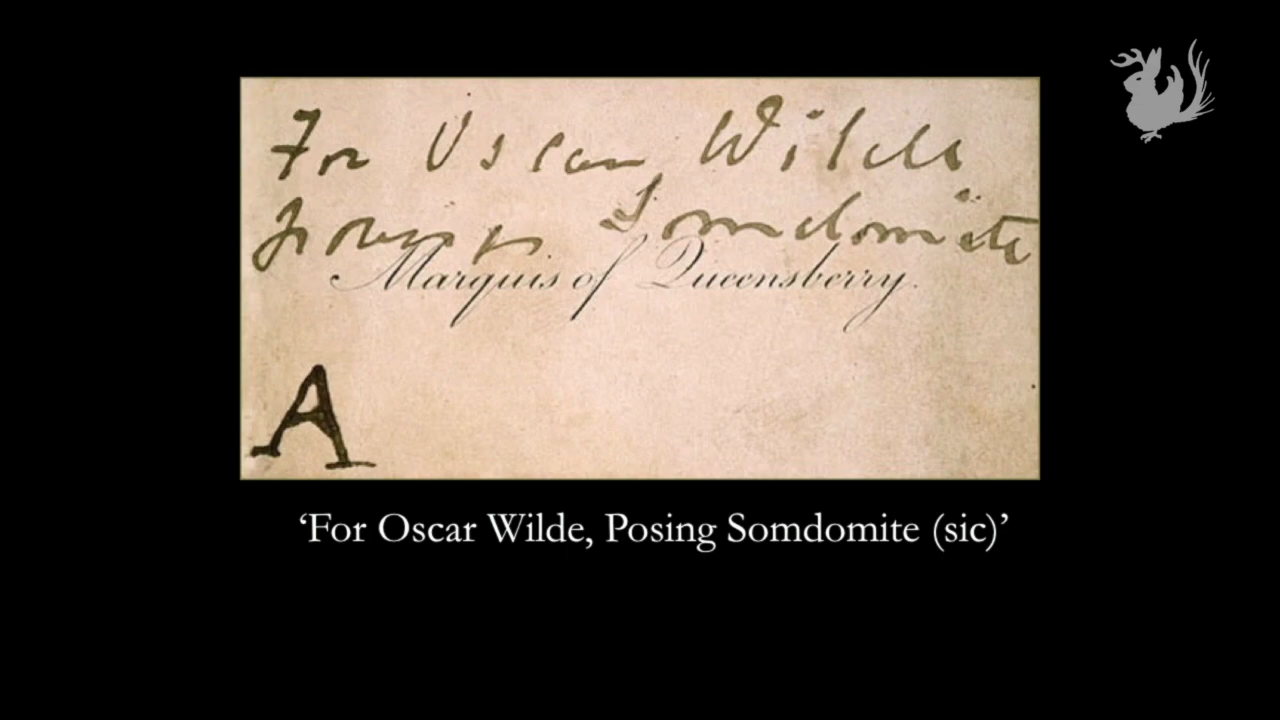 For Oscar Wilde
posing Somdomite
Marquis of Queensberry.
A
‘For Oscar Wilde, Posing Somdomite (sic)’